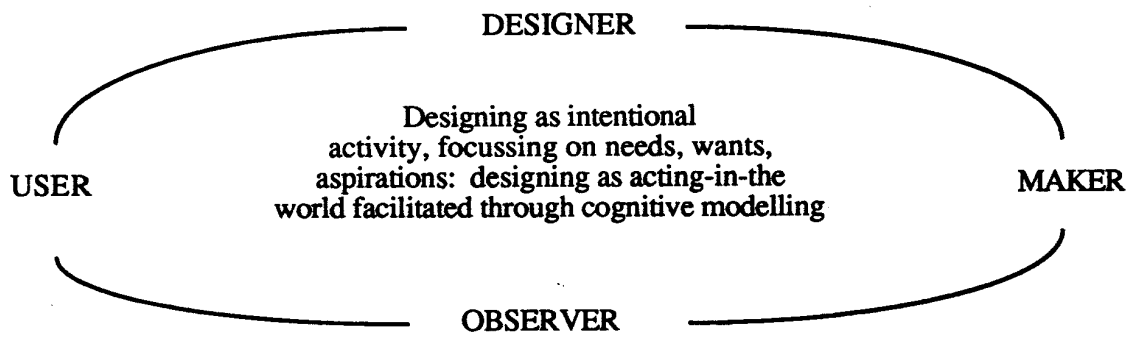 DESIGNER
Designing as intentional
activity, focussing on needs, wants,
aspirations: designing as acting-in-the
USER
MAKER
world facilitated through cognitive modelling
OBSERVER